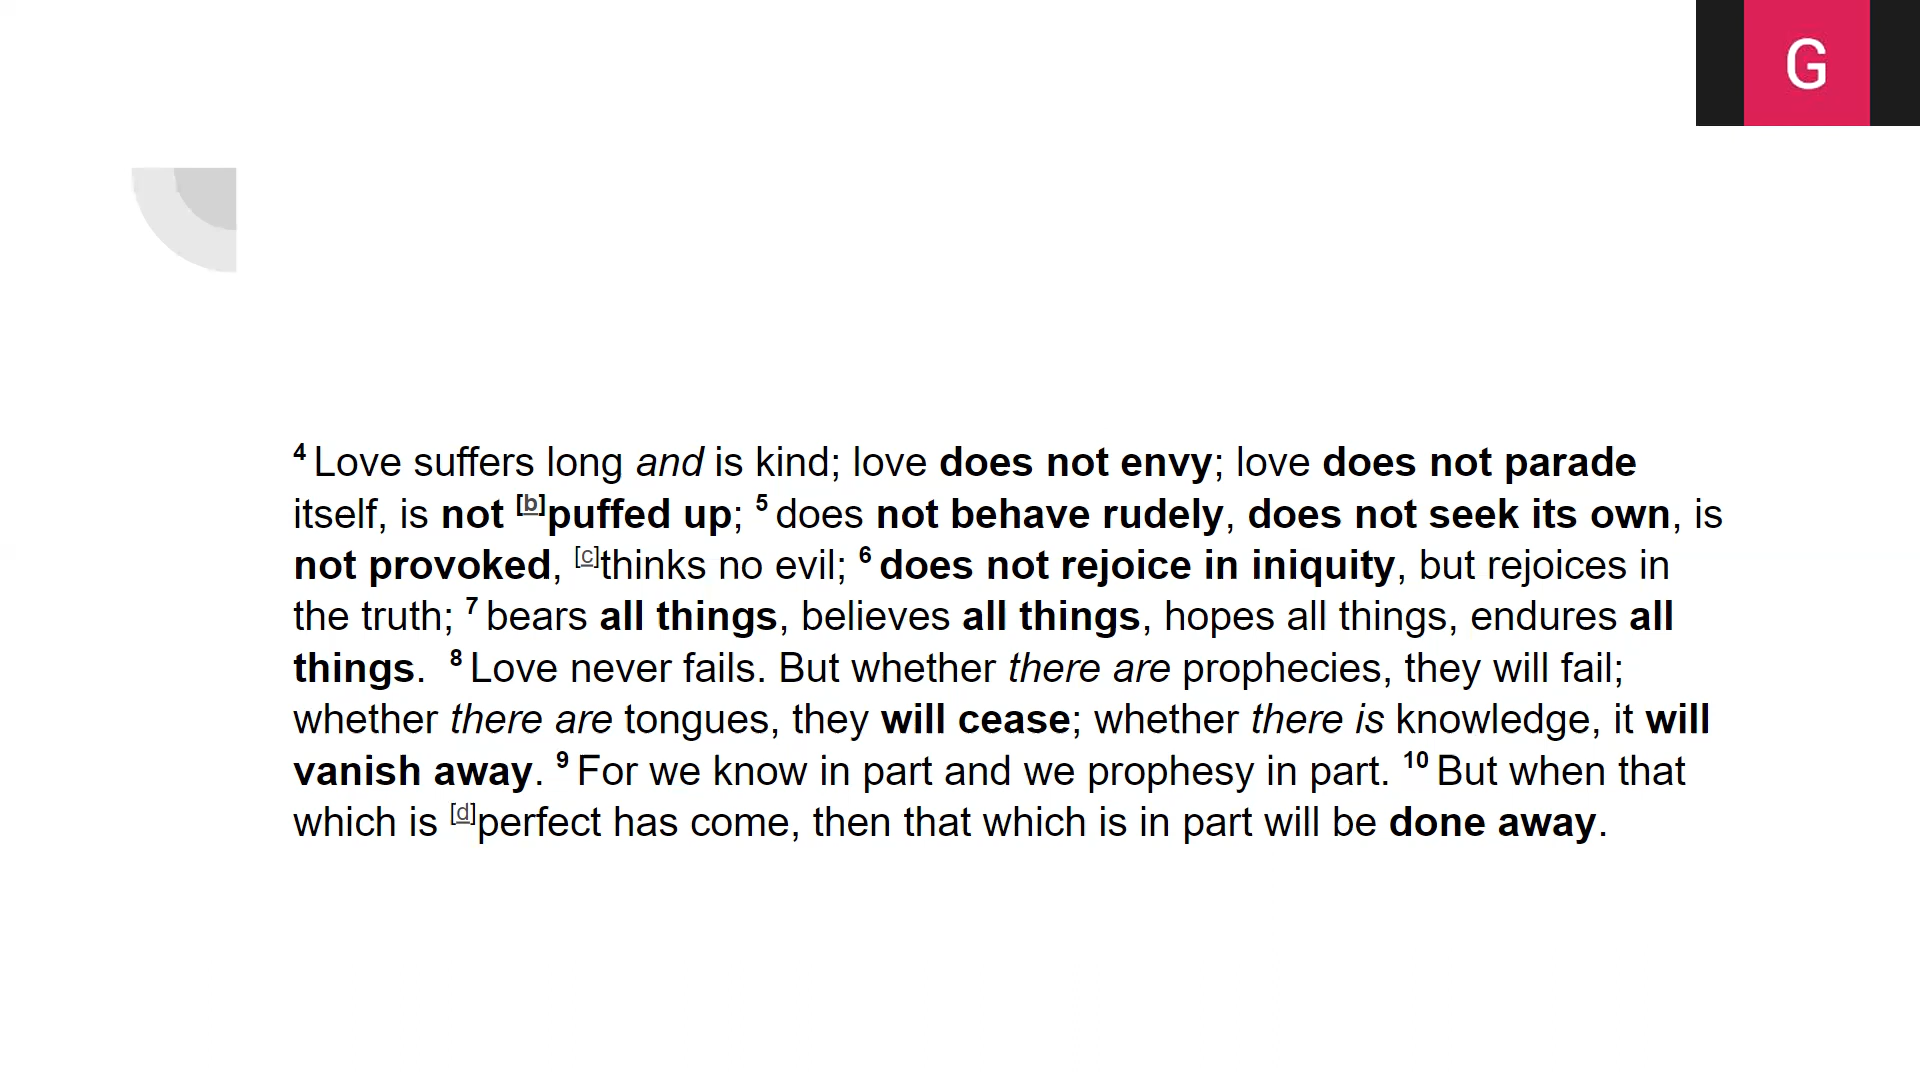 G
4 Love suffers long and is kind; love does not envy; love does not parade
itself, is not [b]puffed up; 5 does not behave rudely, does not seek its own, is
not provoked, [c]thinks no evil; 6 does not rejoice in iniquity, but rejoices in
the truth; 7 bears all things, believes all things, hopes all things, endures all
things. 8 Love never fails. But whether there are prophecies, they will fail;
whether there are tongues, they will cease; whether there is knowledge, it will
vanish away. 9 For we know in part and we prophesy in part. 10 But when that
which is [d]perfect has come, then that which is in part will be done away.